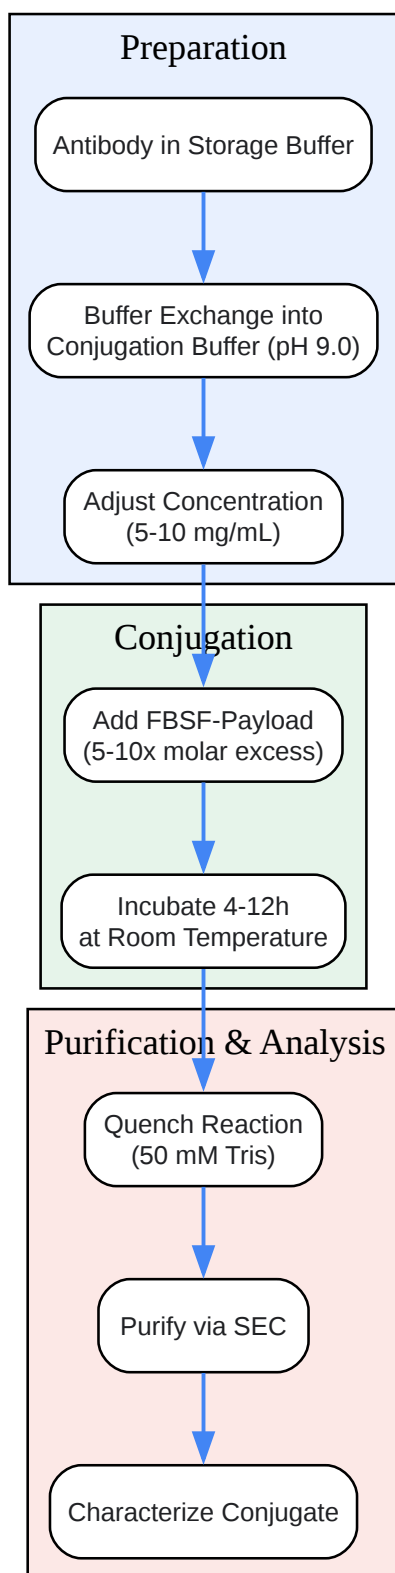 Preparation
Antibody in Storage Buffer
Buffer Exchange into
Conjugation Buffer (pH 9.0)
Adjust Concentration
(5-10 mg/mL)
Conjugation
Add FBSF-Payload
(5-10x molar excess)
Incubate 4-12h
at Room Temperature
Purification & Analysis
Quench Reaction
(50 mM Tris)
Purify via SEC
Characterize Conjugate